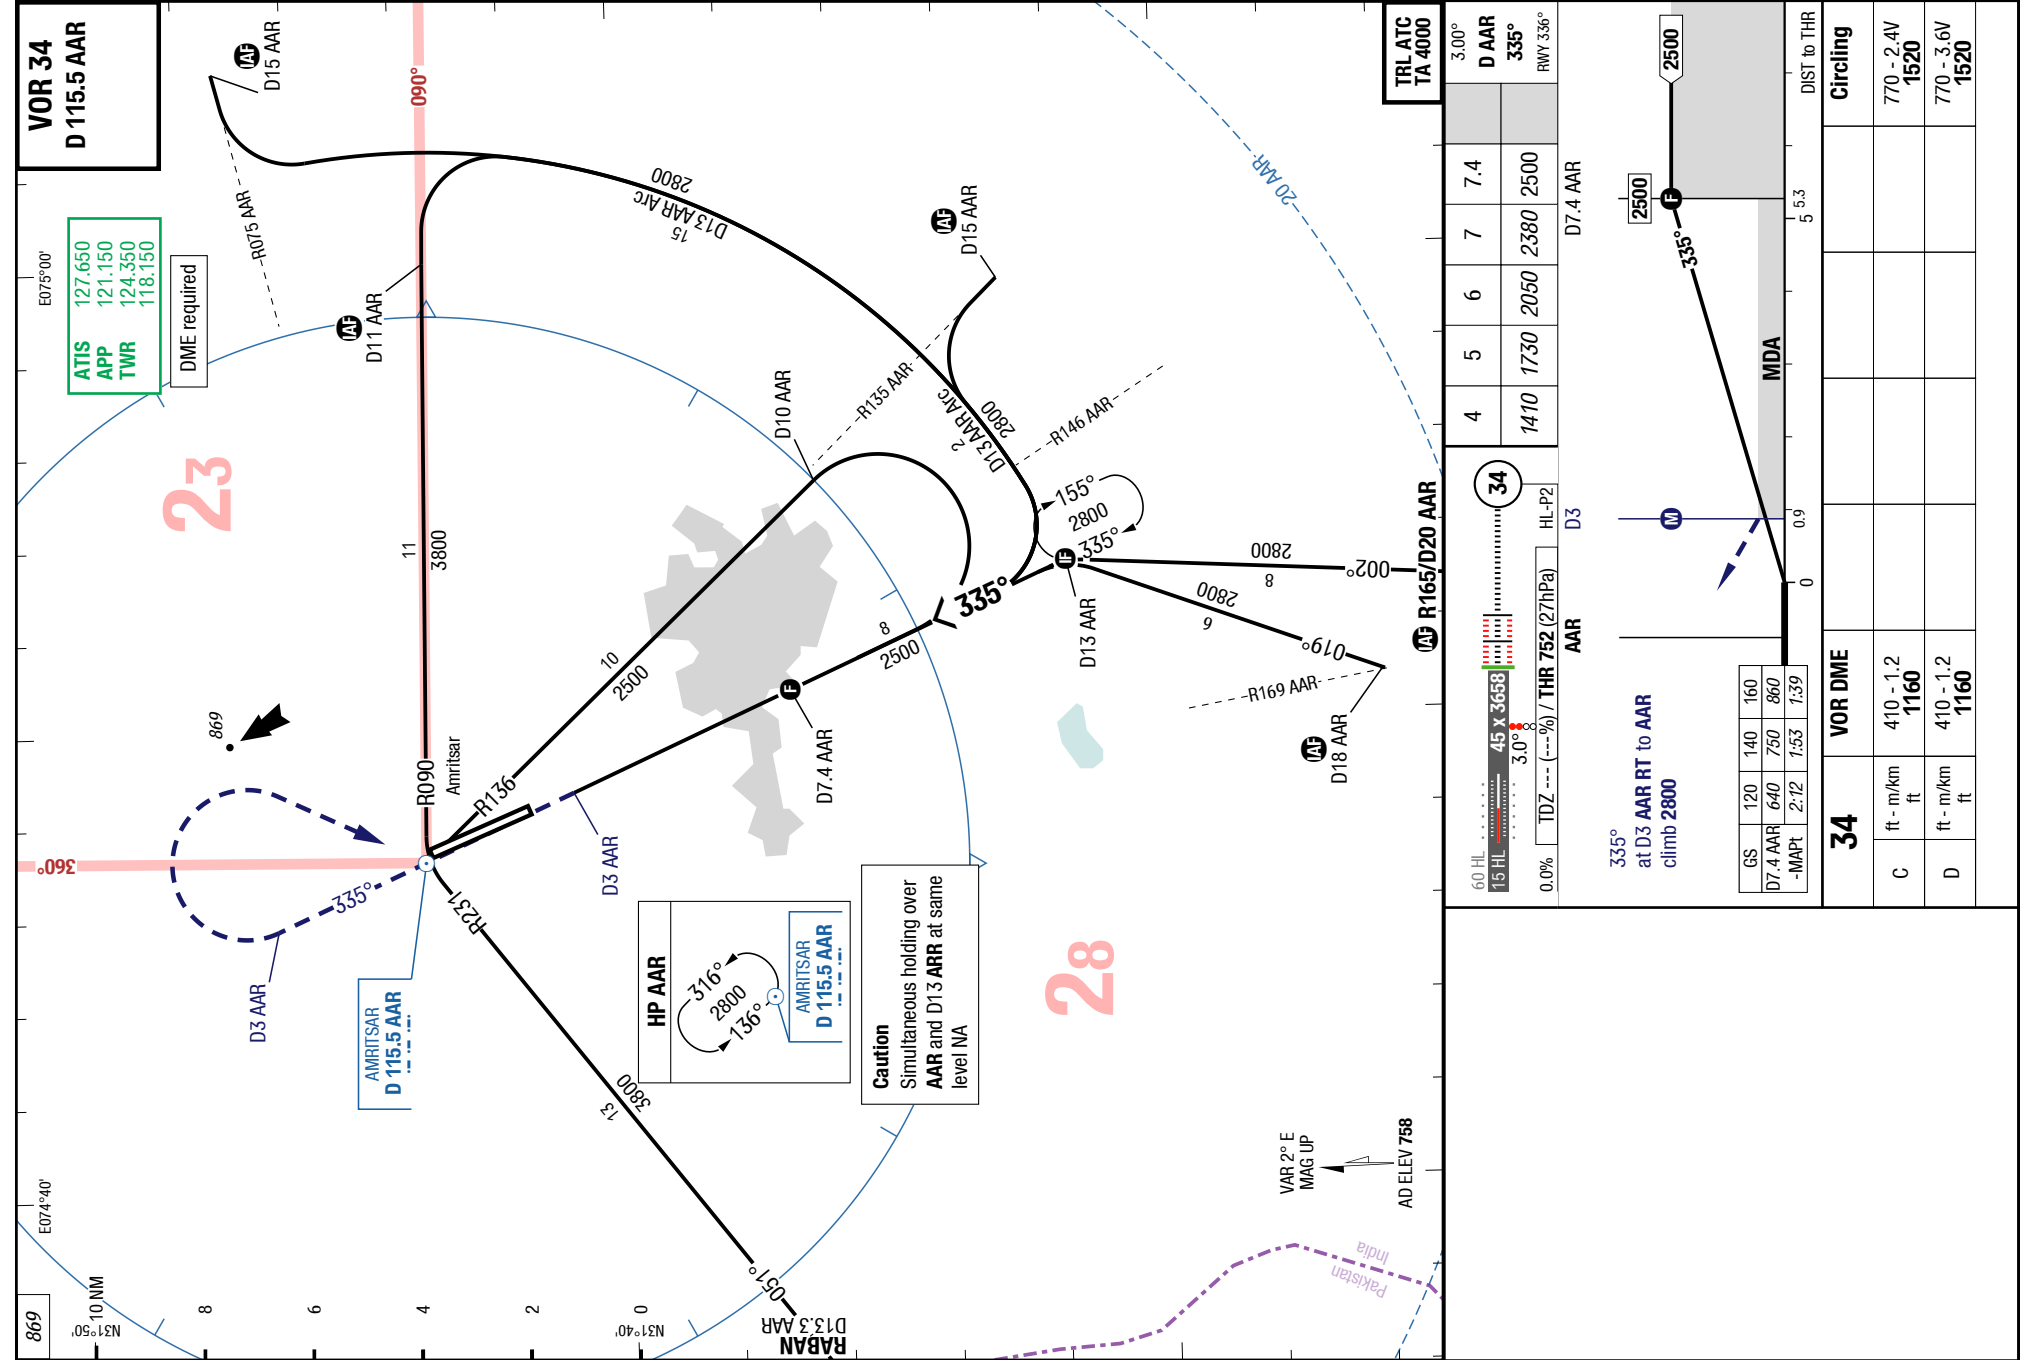 VOR 34
D 115.5 AAR
ATIS 127.650
APP 121.150
TWR 124.350
118.150
DME required
869
10 NM
8
6
4
2
0
N31°50'
N31°40'
E074°40'
E075°00'
23
28
090°
360°
IAF
D15 AAR
R075 AAR
IAF
D11 AAR
11
3800
R090
Amritsar
869
D13 AAR Arc
2800
15
IAF
D15 AAR
R135 AAR
D10 AAR
2
D13 AAR Arc
2800
R146 AAR
20 AAR
10
2500
R136
335°
8
2500
F
D7.4 AAR
D3 AAR
155°
2800
335°
IF
D13 AAR
2800
8
002°
IAF R165/D20 AAR
2800
6
019°
R169 AAR
IAF
D18 AAR
335°
D3 AAR
AMRITSAR
D 115.5 AAR
R231
3800
13
051°
RABAN
D13.3 AAR
HP AAR
316°
2800
136°
AMRITSAR
D 115.5 AAR
Caution
Simultaneous holding over
AAR and D13 ARR at same
level NA
VAR 2° E
MAG UP
AD ELEV 758
India
Pakistan
TRL ATC
TA 4000
4 5 6 7 7.4
1410 1730 2050 2380 2500
3.00°
D AAR
335°
RWY 336°
60 HL
15 HL
45 x 3658
34
3.0°
HL-P2
0.0%
TDZ --- (---%) / THR 752 (27hPa)
AAR
D3
D7.4 AAR
335°
at D3 AAR RT to AAR
climb 2800
M
F
2500
2500
335°
MDA
0
0.9
5
5.3
DIST to THR
GS 120 140 160
D7.4 AAR 640 750 860
-MAPt 2:12 1:53 1:39
34 VOR DME Circling
C ft - m/km 410 - 1.2 770 - 2.4V
ft 1160 1520
D ft - m/km 410 - 1.2 770 - 3.6V
ft 1160 1520